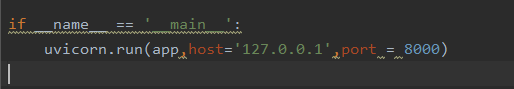 if __name__ == '__main__':
    uvicorn.run(app,host='127.0.0.1',port = 8000)